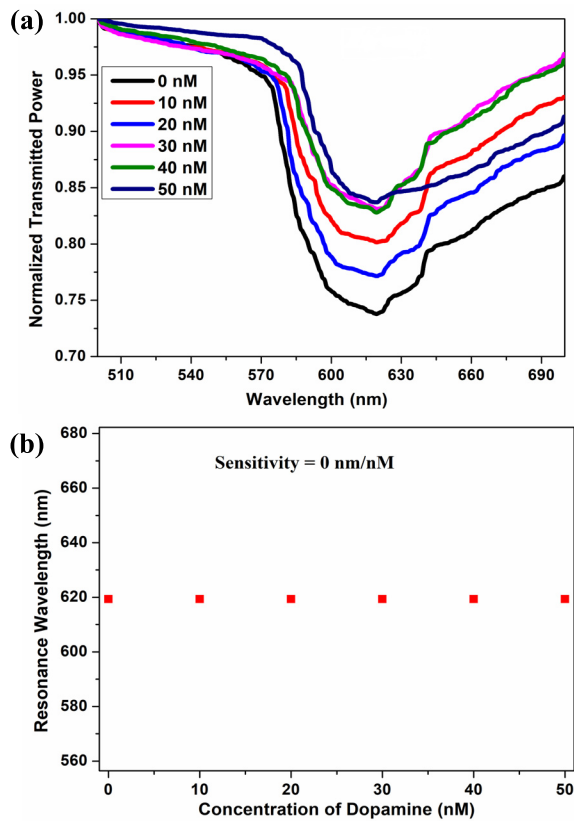 (a)
1.00
0.95
0.90
0.85
0.80
0.75
0.70
Normalized Transmitted Power
0 nM
10 nM
20 nM
30 nM
40 nM
50 nM
510 540 570 600 630 660 690
Wavelength (nm)
(b)
680
660
640
620
600
580
560
Resonance Wavelength (nm)
Sensitivity = 0 nm/nM
0 10 20 30 40 50
Concentration of Dopamine (nM)